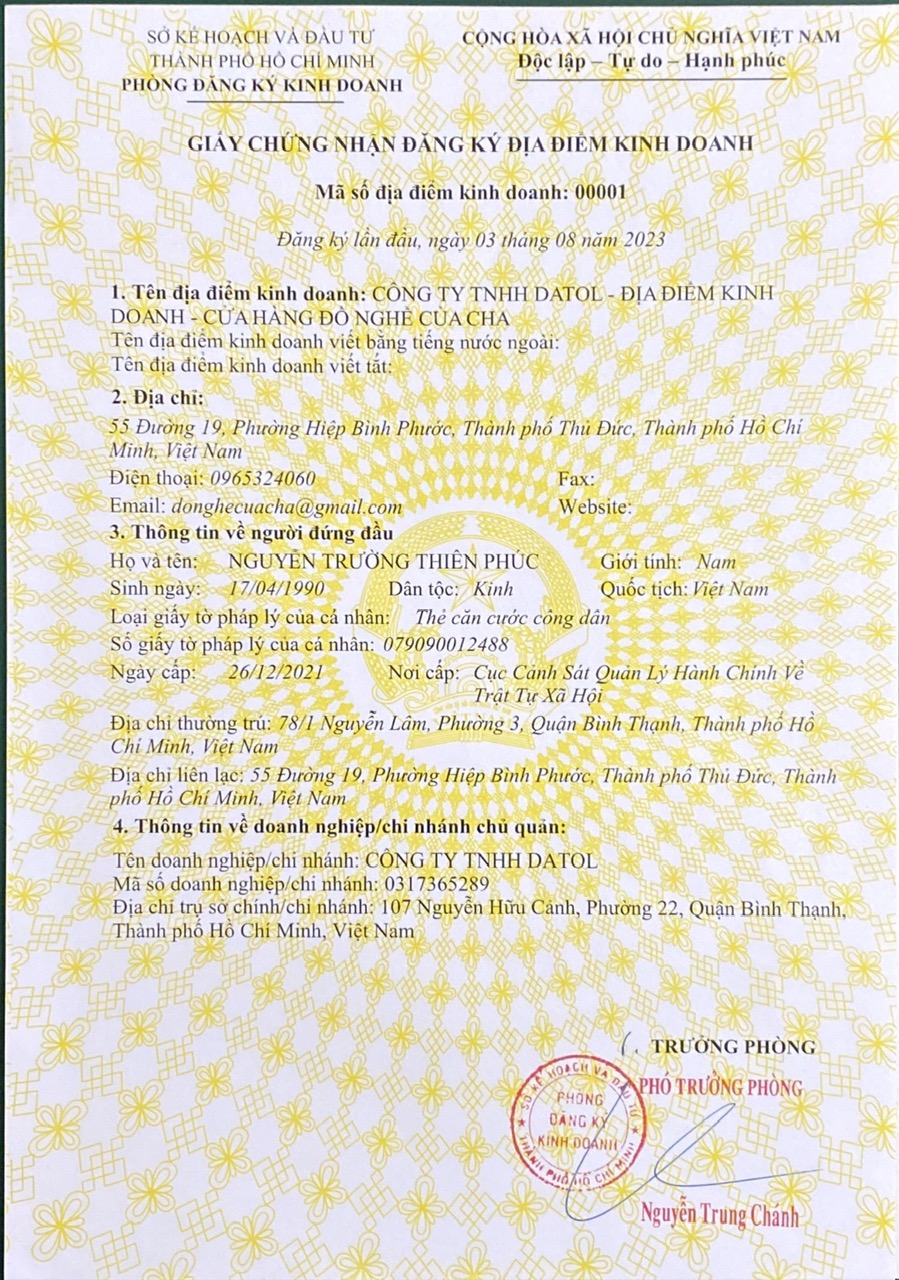 SỞ KẾ HOẠCH VÀ ĐẦU TƯ
THÀNH PHỐ HỒ CHÍ MINH
PHÒNG ĐĂNG KÝ KINH DOANH
CỘNG HÒA XÃ HỘI CHỦ NGHĨA VIỆT NAM
Độc lập – Tự do – Hạnh phúc
GIẤY CHỨNG NHẬN ĐĂNG KÝ ĐỊA ĐIỂM KINH DOANH
Mã số địa điểm kinh doanh: 00001
Đăng ký lần đầu, ngày 03 tháng 08 năm 2023
1. Tên địa điểm kinh doanh: CÔNG TY TNHH DATOL - ĐỊA ĐIỂM KINH
DOANH - CỬA HÀNG ĐỒ NGHỀ CỦA CHA
Tên địa điểm kinh doanh viết bằng tiếng nước ngoài:
Tên địa điểm kinh doanh viết tắt:
2. Địa chỉ:
55 Đường 19, Phường Hiệp Bình Phước, Thành phố Thủ Đức, Thành phố Hồ Chí
Minh, Việt Nam
Điện thoại: 0965324060 Fax:
Email: donghecuacha@gmail.com Website:
3. Thông tin về người đứng đầu
Họ và tên: NGUYỄN TRƯỜNG THIÊN PHÚC Giới tính: Nam
Sinh ngày: 17/04/1990 Dân tộc: Kinh Quốc tịch: Việt Nam
Loại giấy tờ pháp lý của cá nhân: Thẻ căn cước công dân
Số giấy tờ pháp lý của cá nhân: 079090012488
Ngày cấp: 26/12/2021 Nơi cấp: Cục Cảnh Sát Quản Lý Hành Chính Về
Trật Tự Xã Hội
Địa chỉ thường trú: 78/1 Nguyễn Lâm, Phường 3, Quận Bình Thạnh, Thành phố Hồ
Chí Minh, Việt Nam
Địa chỉ liên lạc: 55 Đường 19, Phường Hiệp Bình Phước, Thành phố Thủ Đức, Thành
phố Hồ Chí Minh, Việt Nam
4. Thông tin về doanh nghiệp/chi nhánh chủ quản:
Tên doanh nghiệp/chi nhánh: CÔNG TY TNHH DATOL
Mã số doanh nghiệp/chi nhánh: 0317365289
Địa chỉ trụ sở chính/chi nhánh: 107 Nguyễn Hữu Cảnh, Phường 22, Quận Bình Thạnh,
Thành phố Hồ Chí Minh, Việt Nam
TRƯỞNG PHÒNG
PHÓ TRƯỞNG PHÒNG
SỞ KẾ HOẠCH VÀ ĐẦU TƯ
PHÒNG
ĐĂNG KÝ
KINH DOANH
THÀNH PHỐ HỒ CHÍ MINH
Nguyễn Trung Chánh